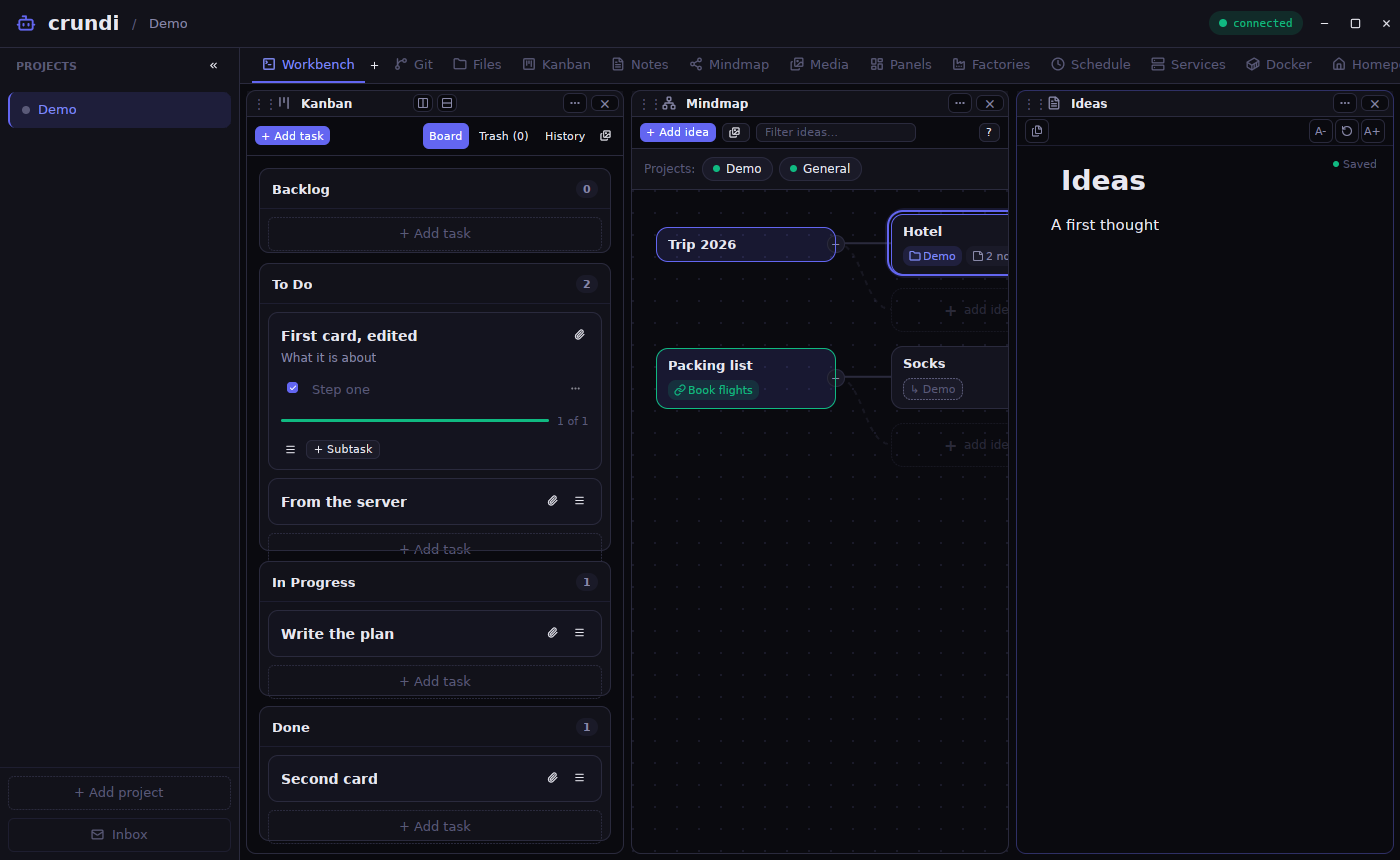 crundi / Demo
connected
PROJECTS
«
Demo
+ Add project
Inbox
Workbench + Git Files Kanban Notes Mindmap Media Panels Factories Schedule Services Docker Homep
Kanban
+ Add task Board Trash (0) History
Backlog 0
+ Add task
To Do 2
First card, edited
What it is about
Step one
1 of 1
+ Subtask
From the server
+ Add task
In Progress 1
Write the plan
+ Add task
Done 1
Second card
+ Add task
Mindmap
+ Add idea Filter ideas... ?
Projects: Demo General
Trip 2026
Hotel
Demo 2 no
+ add ide
Packing list
Book flights
Socks
↳ Demo
+ add ide
Ideas
A- A+
Saved
Ideas
A first thought